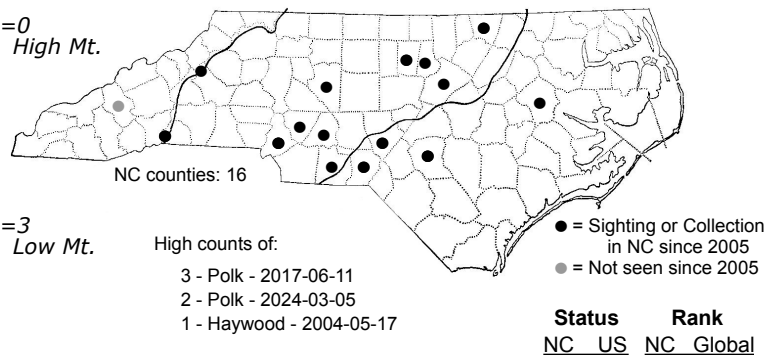 =0
High Mt.
NC counties: 16
=3
Low Mt.
High counts of:
3 - Polk - 2017-06-11
2 - Polk - 2024-03-05
1 - Haywood - 2004-05-17
= Sighting or Collection
in NC since 2005
= Not seen since 2005
Status Rank
NC US NC Global